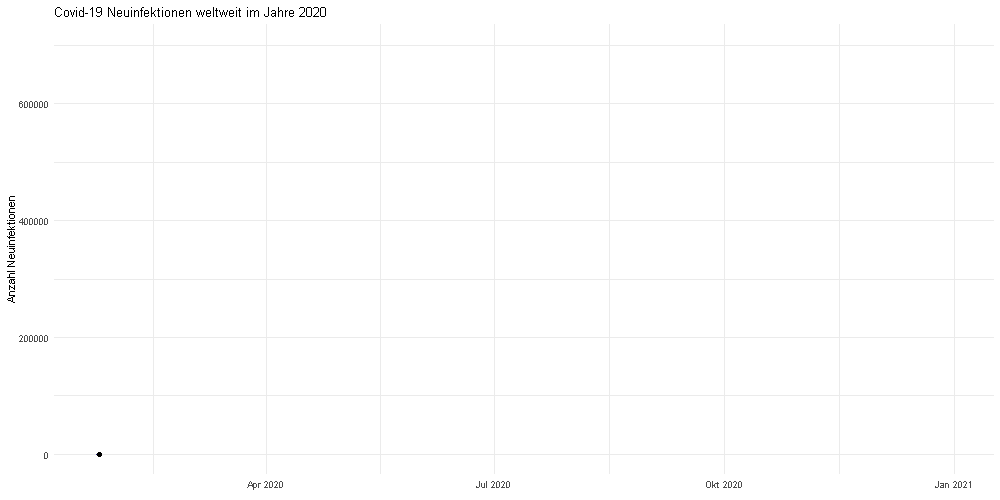 Covid-19 Neuinfektionen weltweit im Jahre 2020
Anzahl Neuinfektionen
600000
400000
200000
0
Apr 2020
Jul 2020
Okt 2020
Jan 2021